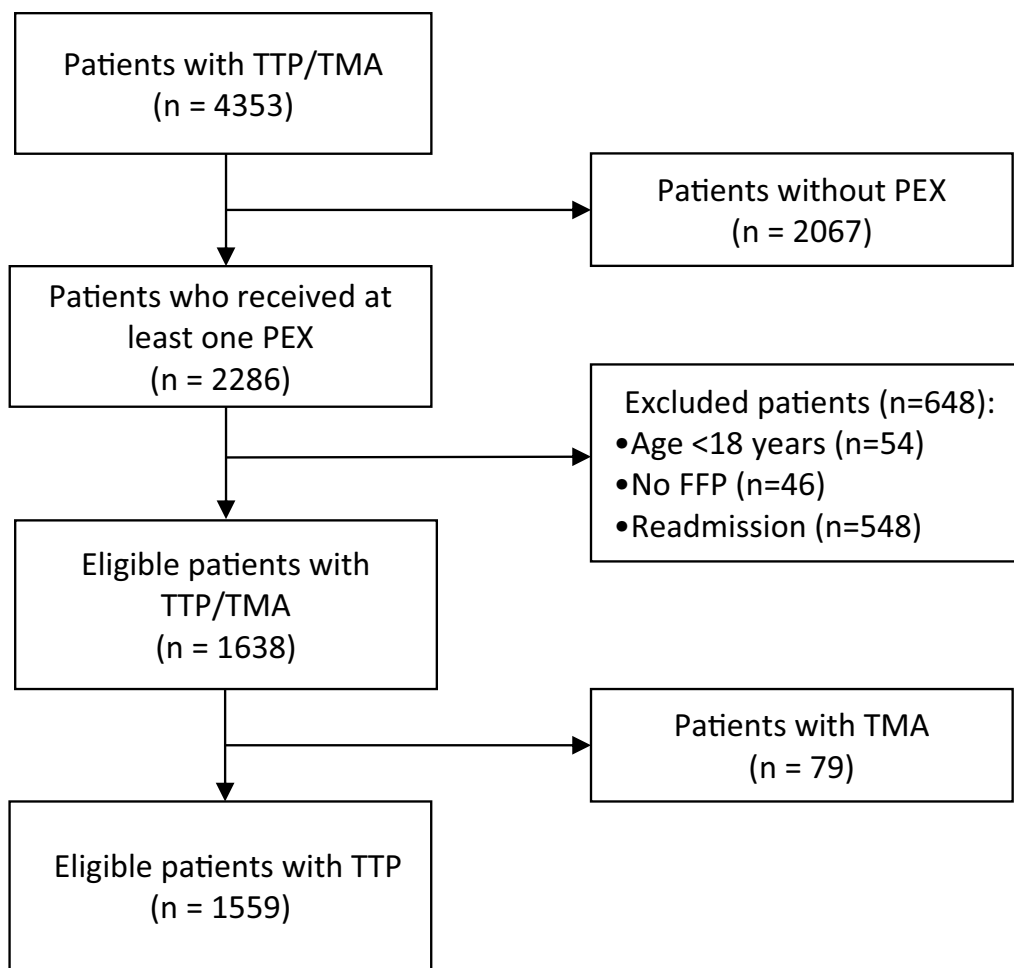 Patients with TTP/TMA
(n = 4353)
Patients without PEX
(n = 2067)
Patients who received at
least one PEX
(n = 2286)
Excluded patients (n=648):
•Age <18 years (n=54)
•No FFP (n=46)
•Readmission (n=548)
Eligible patients with
TTP/TMA
(n = 1638)
Patients with TMA
(n = 79)
Eligible patients with TTP
(n = 1559)